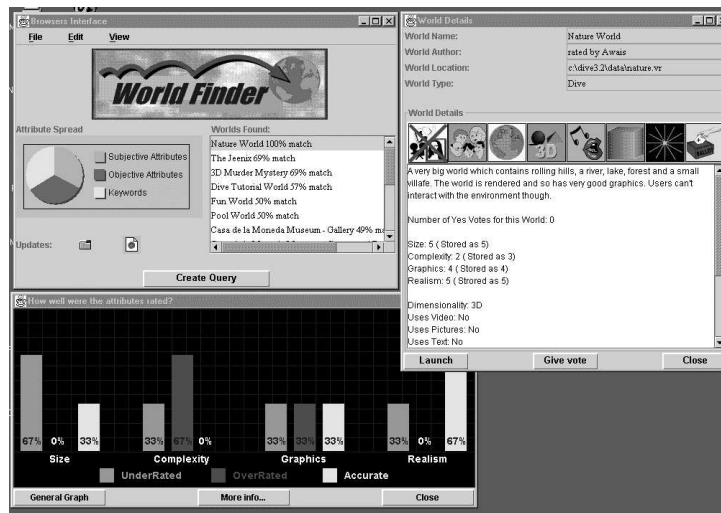 Browsers Interface
File Edit View
World Finder
Attribute Spread
Subjective Attributes
Objective Attributes
Keywords
Updates:
Worlds Found:
Nature World 100% match
The Jeenix 69% match
3D Murder Mystery 69% match
Dive Tutorial World 57% match
Fun World 50% match
Pool World 50% match
Casa de la Moneda Museum - Gallery 49% ma
Create Query
World Details
World Name: Nature World
World Author: rated by Awais
World Location: c:\dive3.2\data\nature.vr
World Type: Dive
World Details
3D
A very big world which contains rolling hills, a river, lake, forest and a small
villafe. The world is rendered and so has very good graphics. Users can't
interact with the environment though.
Number of Yes Votes for this World: 0
Size: 5 ( Stored as 5)
Complexity: 2 ( Stored as 3)
Graphics: 4 ( Stored as 4)
Realism: 5 ( Strored as 5)
Dimensionality: 3D
Uses Video: No
Uses Pictures: No
Uses Text: No
Launch Give vote Close
How well were the attributes rated?
67% 0% 33% 33% 67% 0% 33% 33% 33% 33% 0% 67%
Size Complexity Graphics Realism
UnderRated OverRated Accurate
General Graph More info... Close